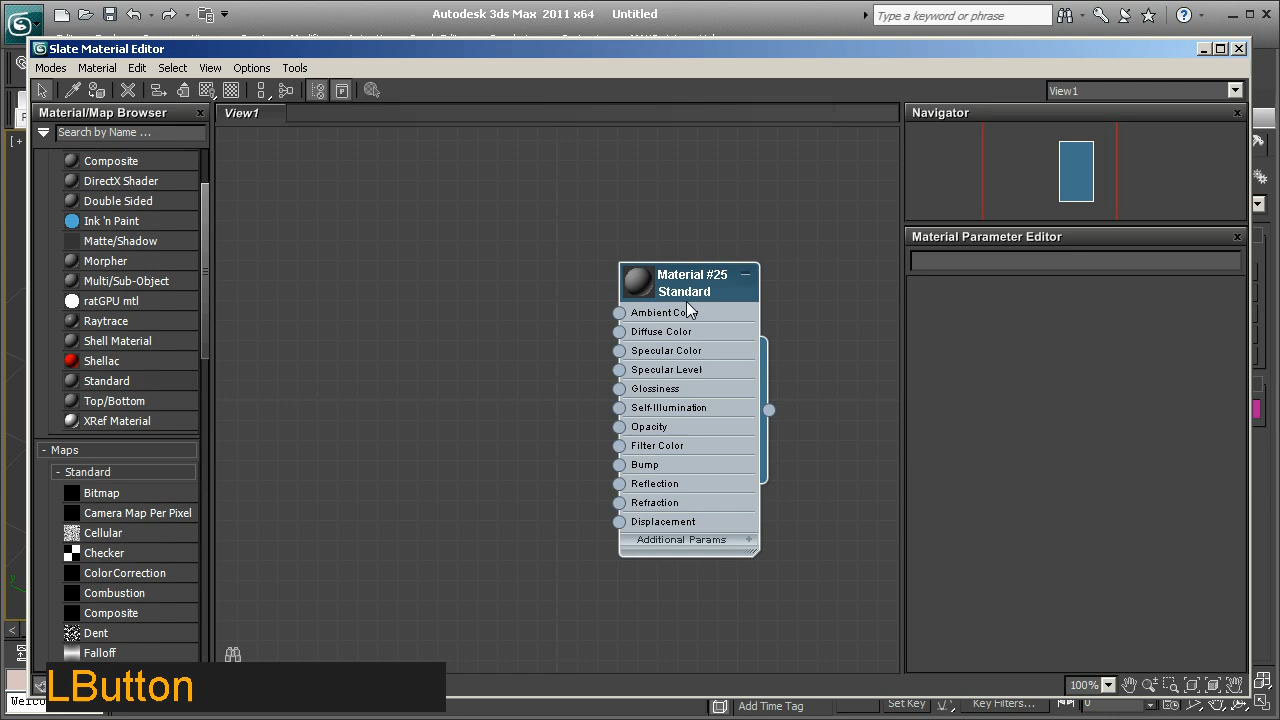 Autodesk 3ds Max 2011 x64 Untitled
Type a keyword or phrase
Slate Material Editor
Modes Material Edit Select View Options Tools
View1
Material/Map Browser
Search by Name ...
Composite
DirectX Shader
Double Sided
Ink 'n Paint
Matte/Shadow
Morpher
Multi/Sub-Object
ratGPU mtl
Raytrace
Shell Material
Shellac
Standard
Top/Bottom
XRef Material
- Maps
- Standard
Bitmap
Camera Map Per Pixel
Cellular
Checker
ColorCorrection
Combustion
Composite
Dent
Falloff
View1
Material #25
Standard
Ambient Co
Diffuse Color
Specular Color
Specular Level
Glossiness
Self-Illumination
Opacity
Filter Color
Bump
Reflection
Refraction
Displacement
Additional Params +
Navigator
Material Parameter Editor
100%
LButton
Welco
Add Time Tag
Set Key
Key Filters...
0